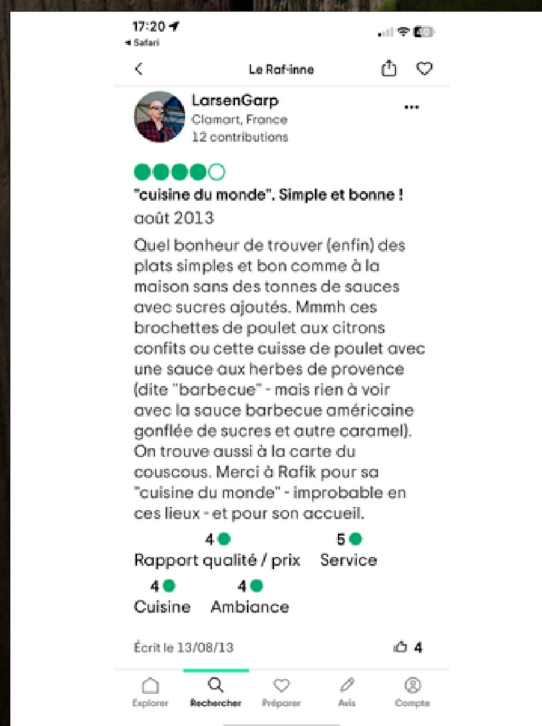 17:20
Safari
Le Raf-inne
LarsenGarp
Clamart, France
12 contributions
"cuisine du monde". Simple et bonne !
août 2013
Quel bonheur de trouver (enfin) des
plats simples et bon comme à la
maison sans des tonnes de sauces
avec sucres ajoutés. Mmmh ces
brochettes de poulet aux citrons
confits ou cette cuisse de poulet avec
une sauce aux herbes de provence
(dite "barbecue" - mais rien à voir
avec la sauce barbecue américaine
gonflée de sucres et autre caramel).
On trouve aussi à la carte du
couscous. Merci à Rafik pour sa
"cuisine du monde" - improbable en
ces lieux - et pour son accueil.
4 5
Rapport qualité / prix Service
4 4
Cuisine Ambiance
Écrit le 13/08/13 4
Explorer Rechercher Préparer Avis Compte